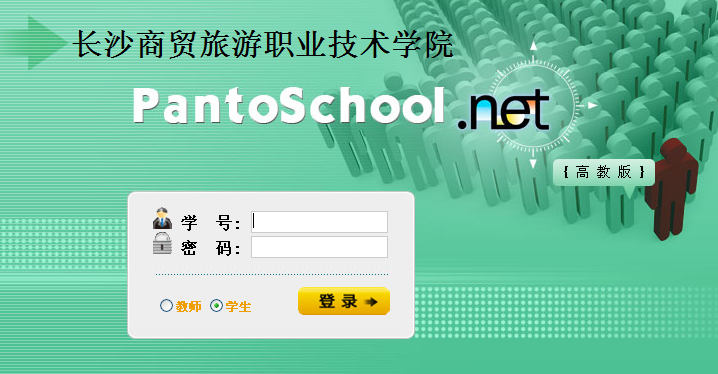 长沙商贸旅游职业技术学院
PantoSchool.net
{ 高 教 版 }
学 号：
密 码：
教师 学生 登 录